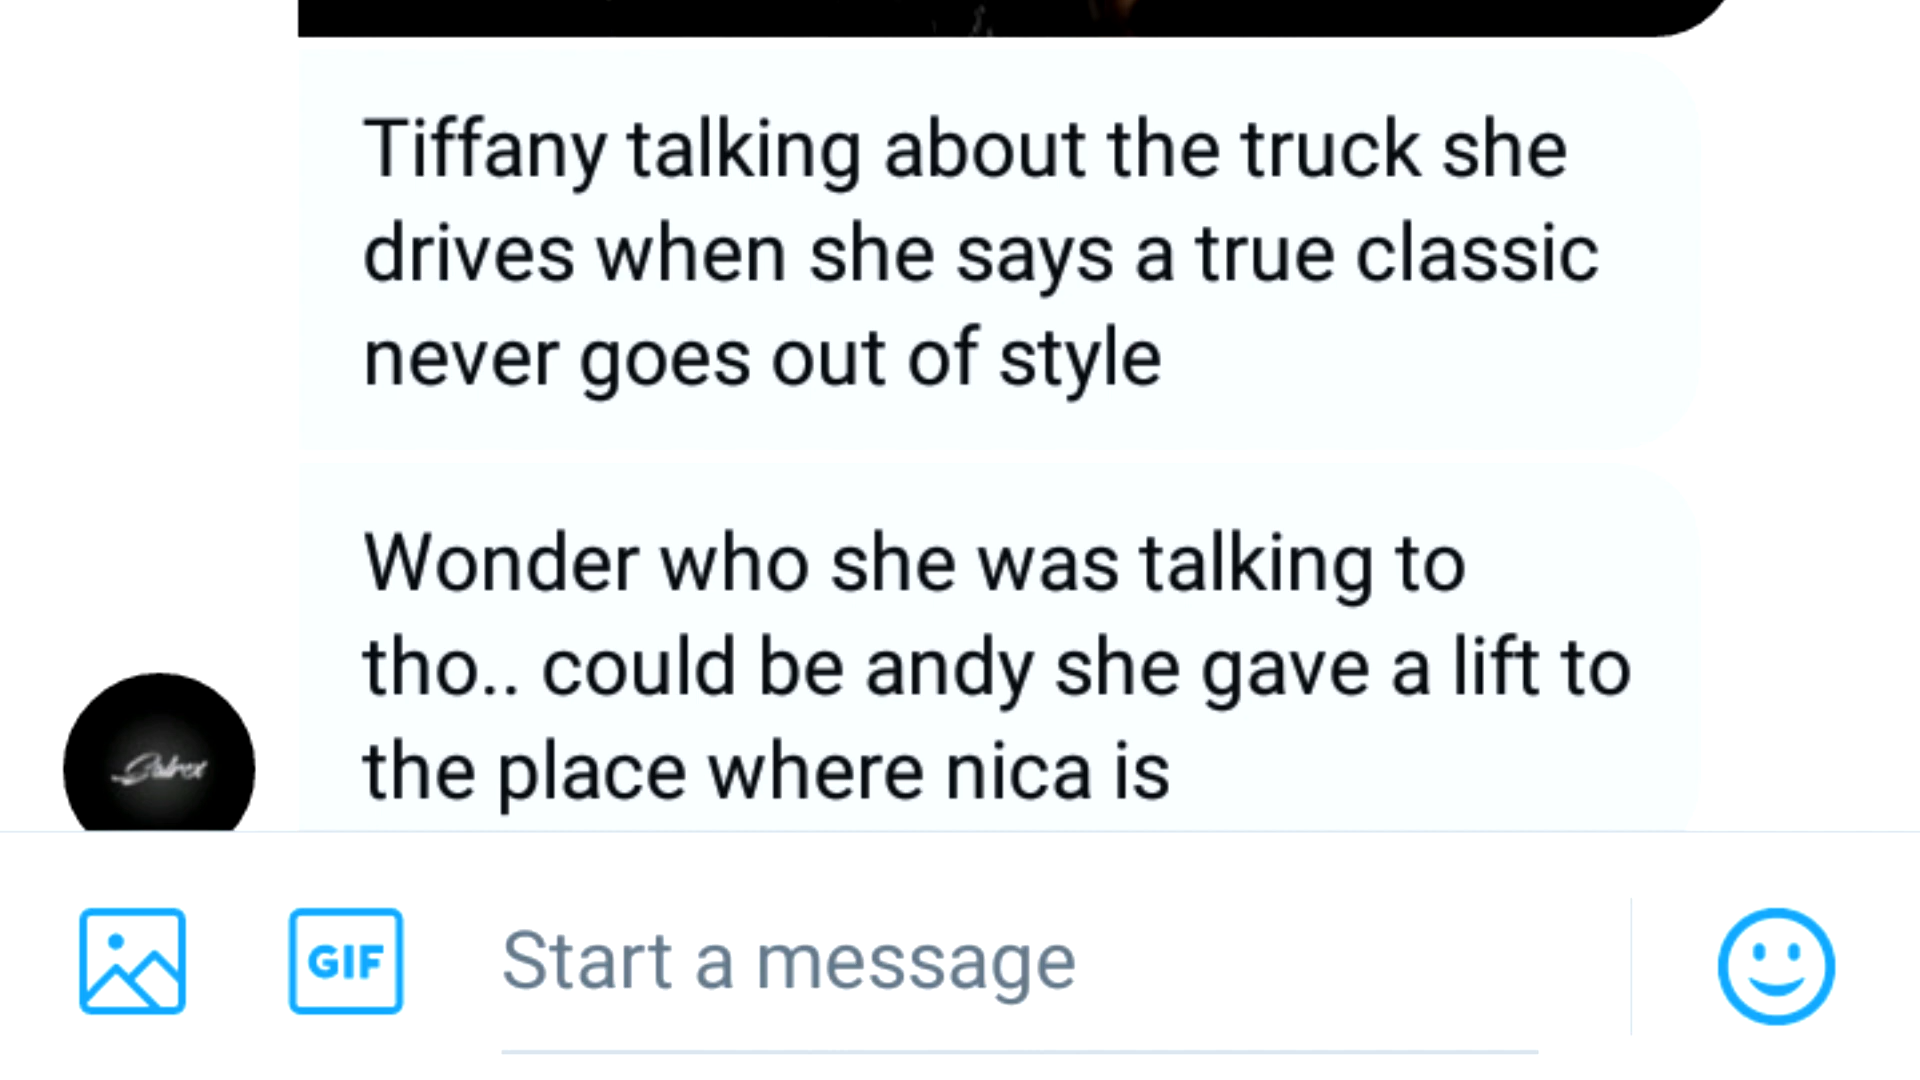 Tiffany talking about the truck she
drives when she says a true classic
never goes out of style
Wonder who she was talking to
tho.. could be andy she gave a lift to
the place where nica is
GIF
Start a message